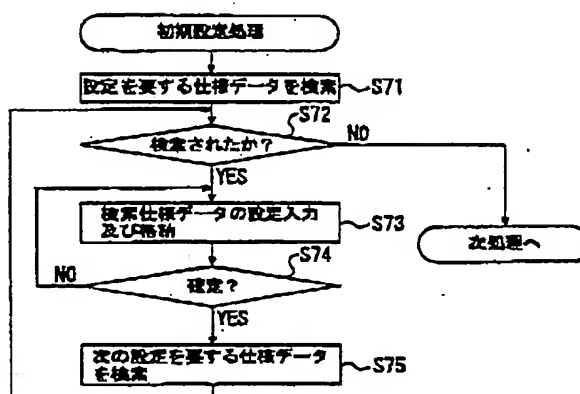 初期設定処理
設定を要する仕様データを検索
S71
S72
検索されたか?
NO
YES
検索仕様データの設定入力
及び格納
S73
次処理へ
S74
確定?
NO
YES
次の設定を要する仕様データ
を検索
S75